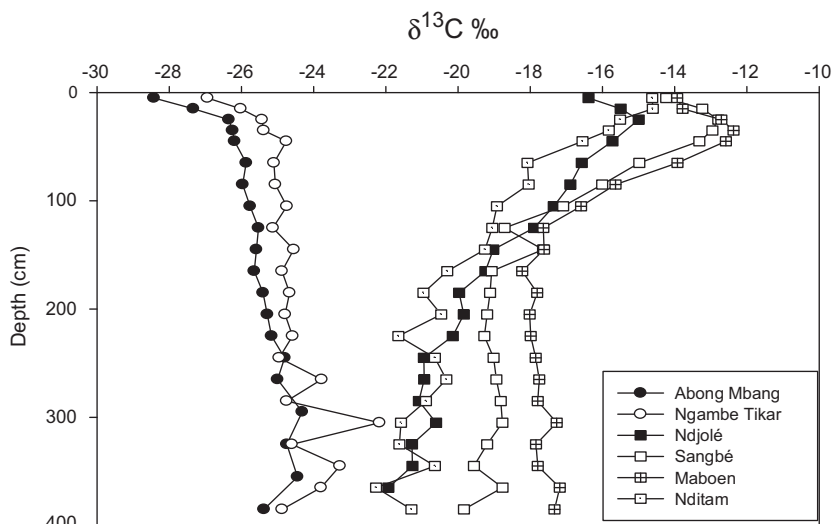 δ¹³C ‰
-30 -28 -26 -24 -22 -20 -18 -16 -14 -12 -10
0
100
200
300
400
Depth (cm)
Abong Mbang
Ngambe Tikar
Ndjolé
Sangbé
Maboen
Nditam